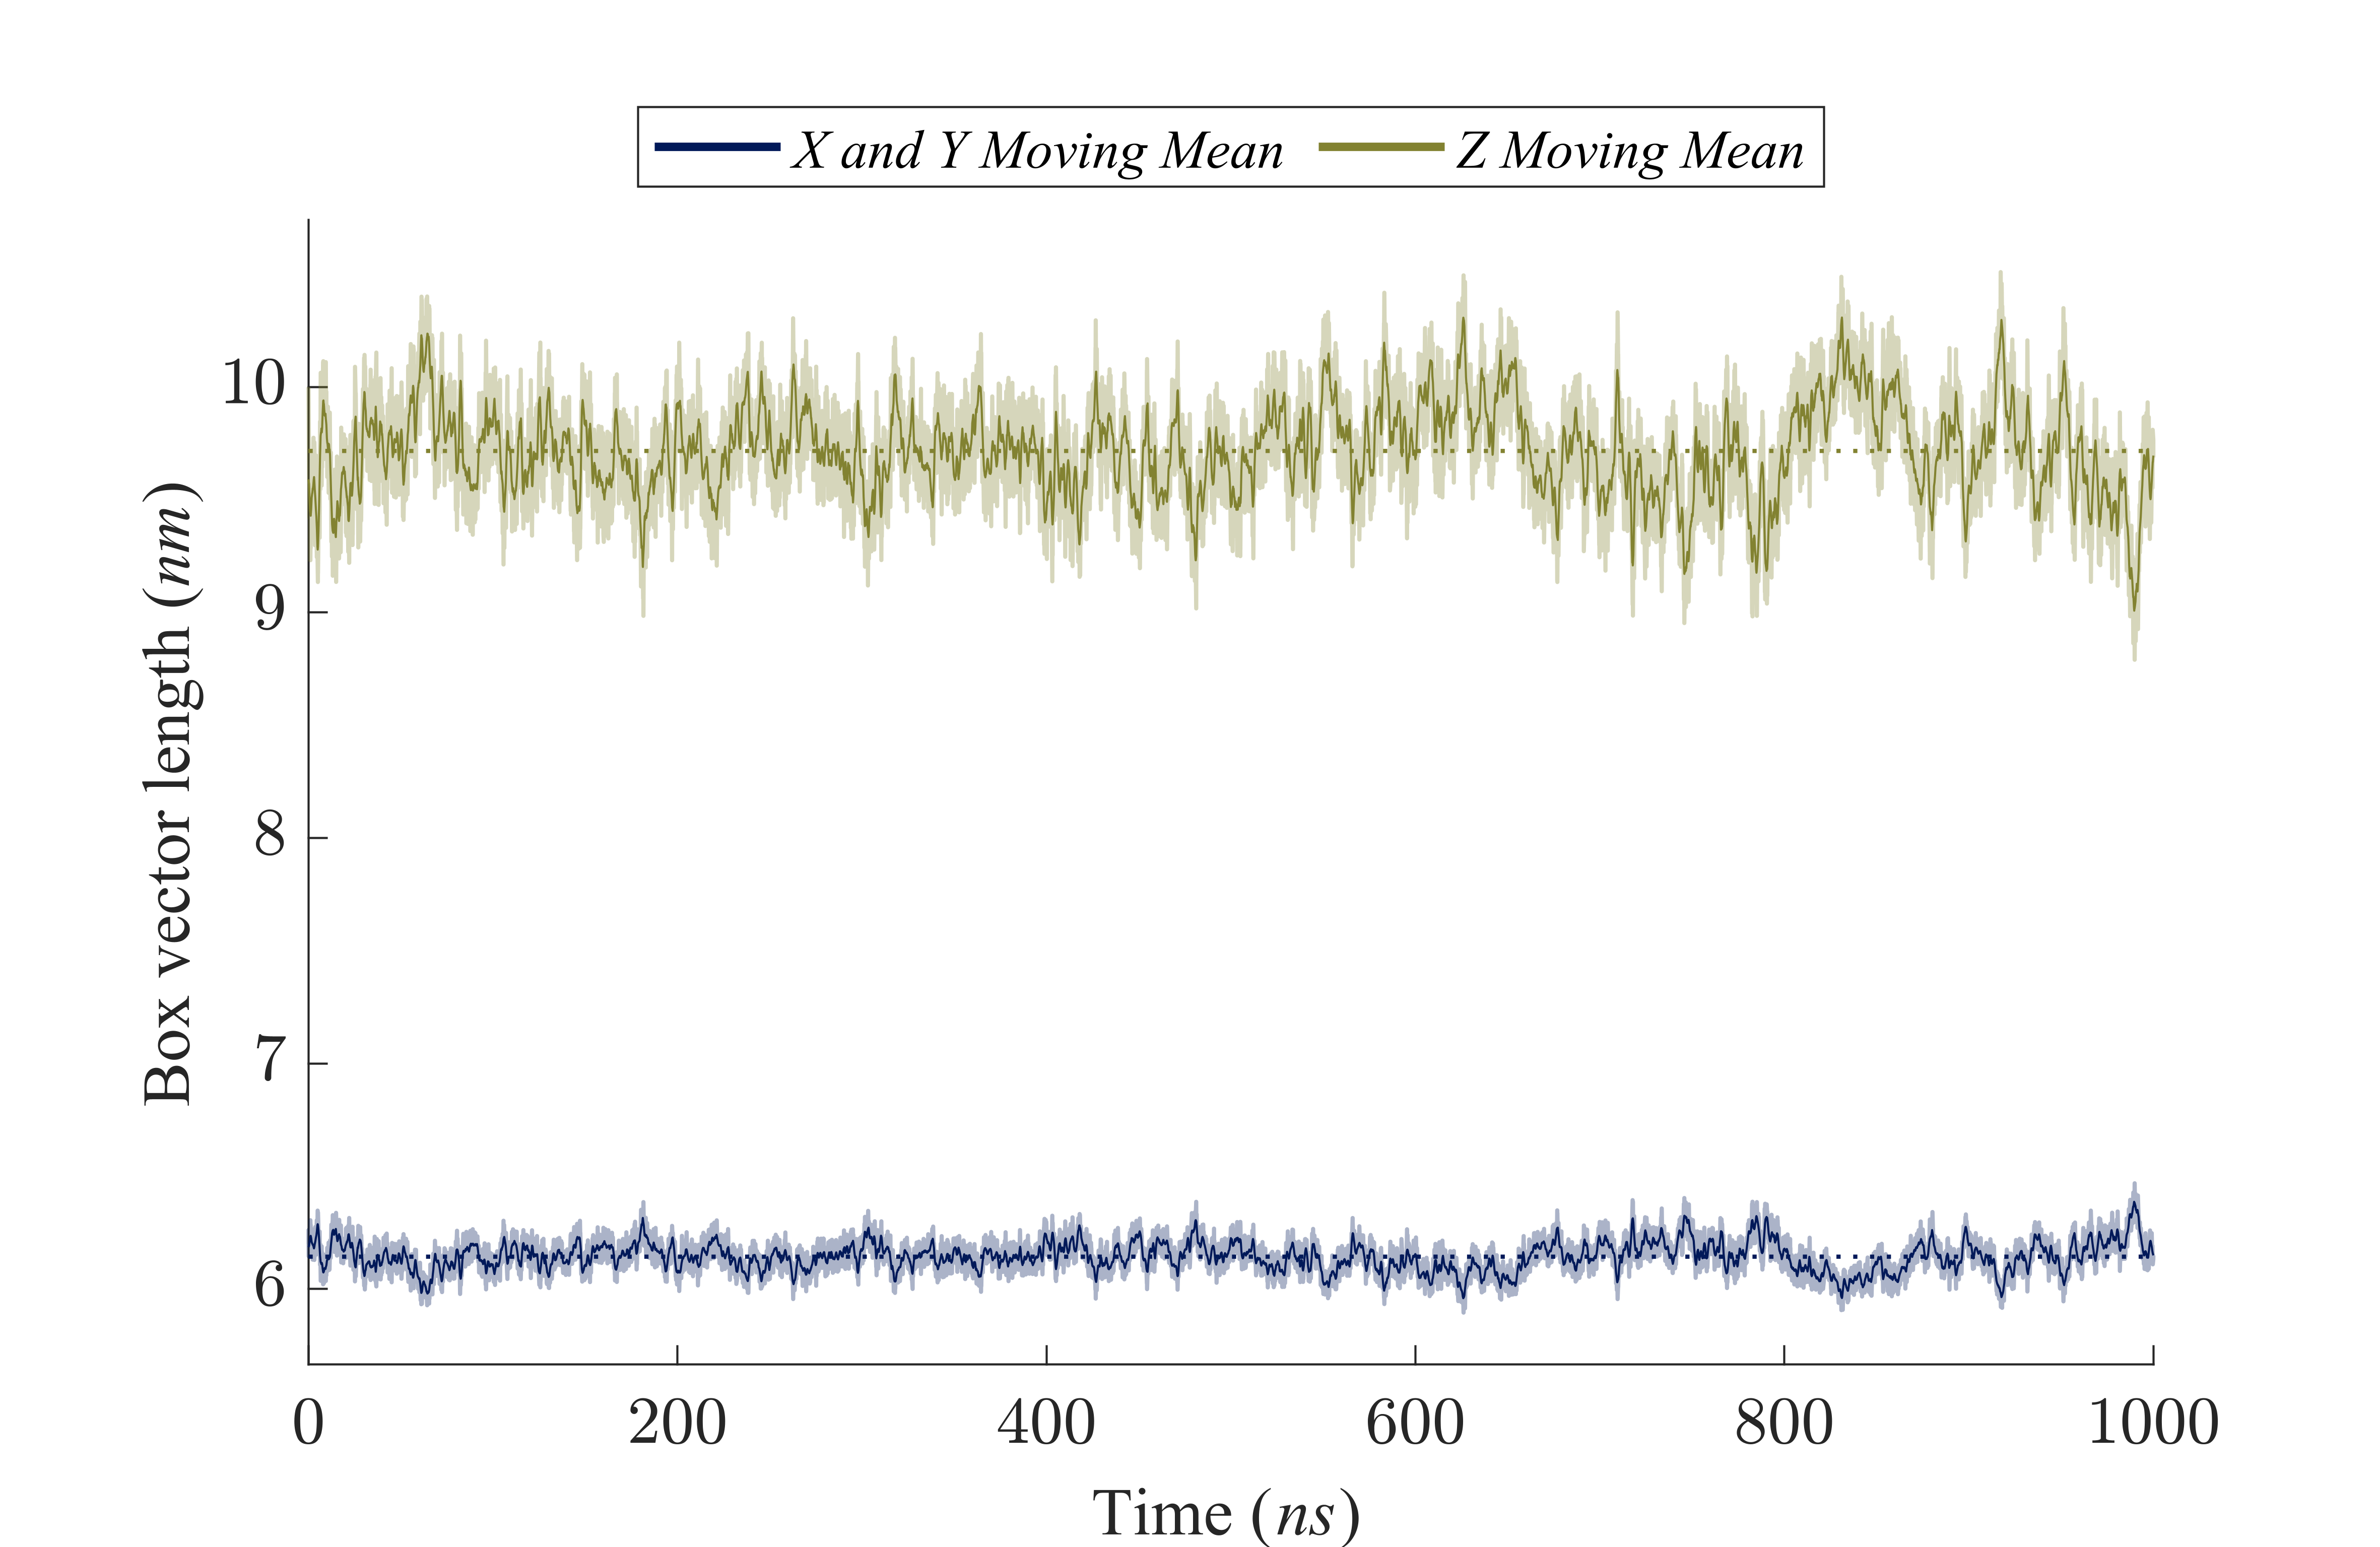 X and Y Moving Mean Z Moving Mean
Box vector length (nm)
10
9
8
7
6
0 200 400 600 800 1000
Time (ns)